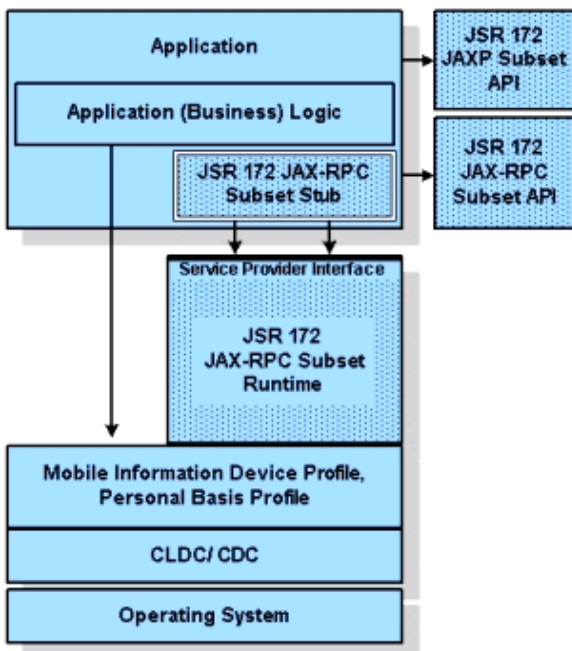 Application
JSR 172
JAXP Subset
API
Application (Business) Logic
JSR 172
JAX-RPC
Subset API
JSR 172 JAX-RPC
Subset Stub
Service Provider Interface
JSR 172
JAX-RPC Subset
Runtime
Mobile Information Device Profile,
Personal Basis Profile
CLDC/ CDC
Operating System